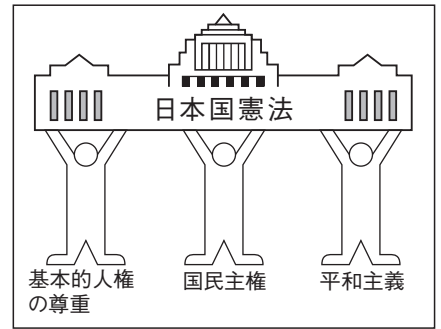 日本国憲法
基本的人権
の尊重
国民主権
平和主義